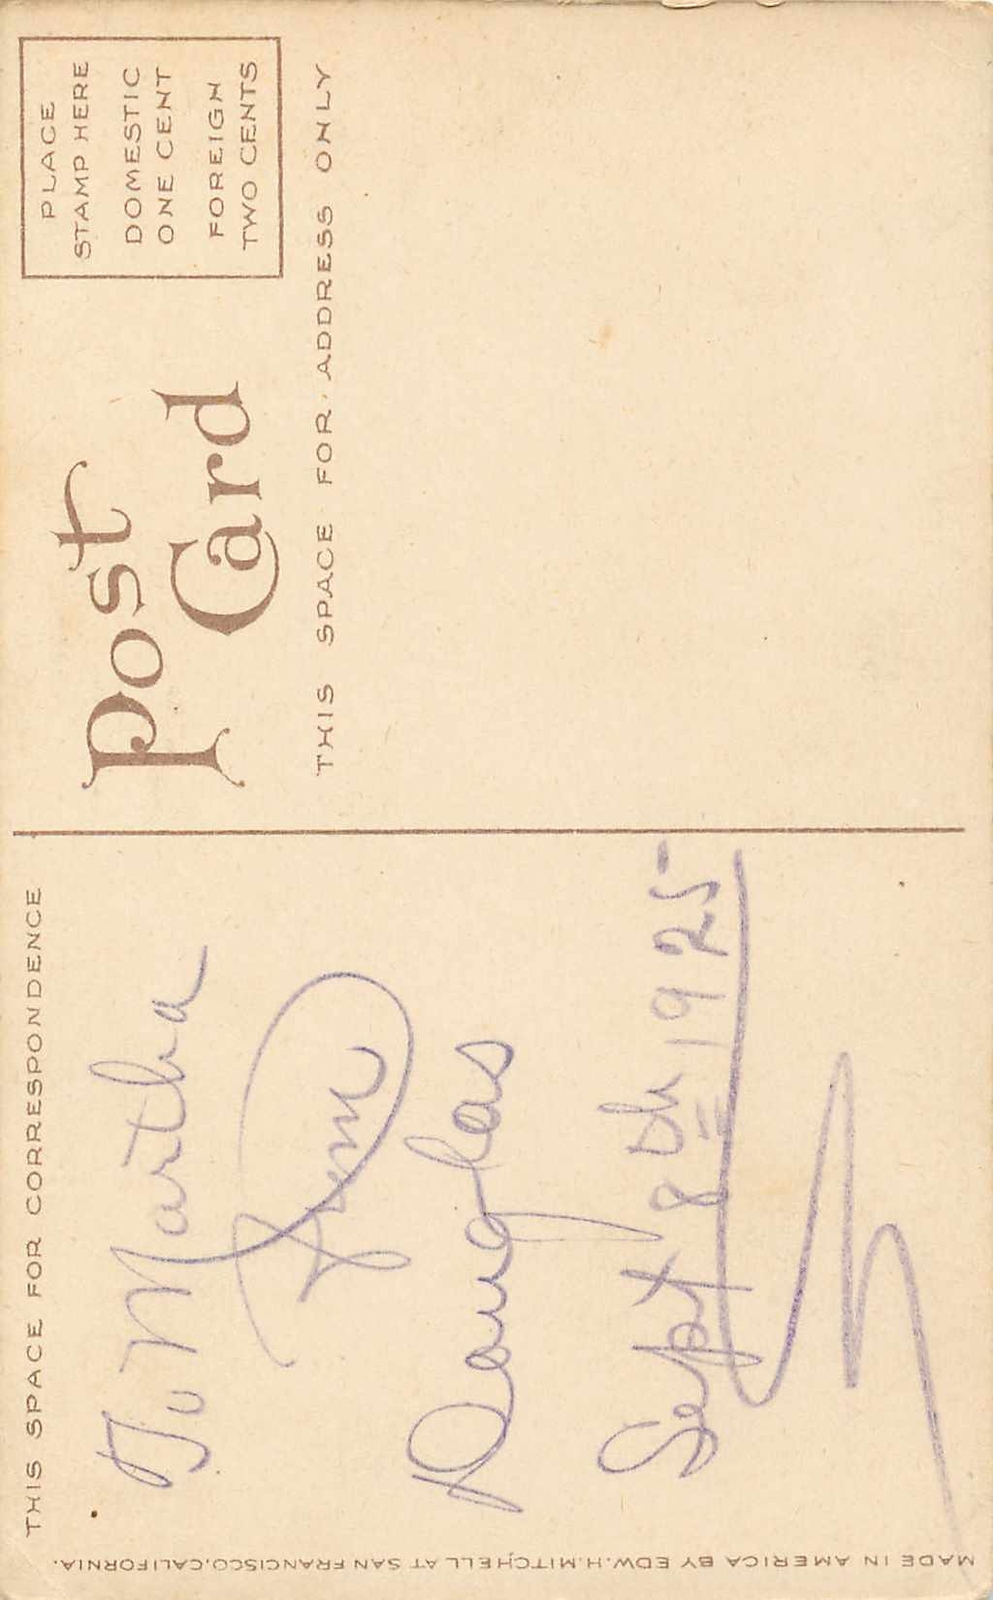 THIS SPACE FOR CORRESPONDENCE
Post
Card
PLACE
STAMP HERE
DOMESTIC
ONE CENT
FOREIGN
TWO CENTS
THIS SPACE FOR ADDRESS ONLY
To Martha
From
Douglas
Sept 8th 1925
MADE IN AMERICA BY EDW.H.MITCHELL AT SAN FRANCISCO,CALIFORNIA.